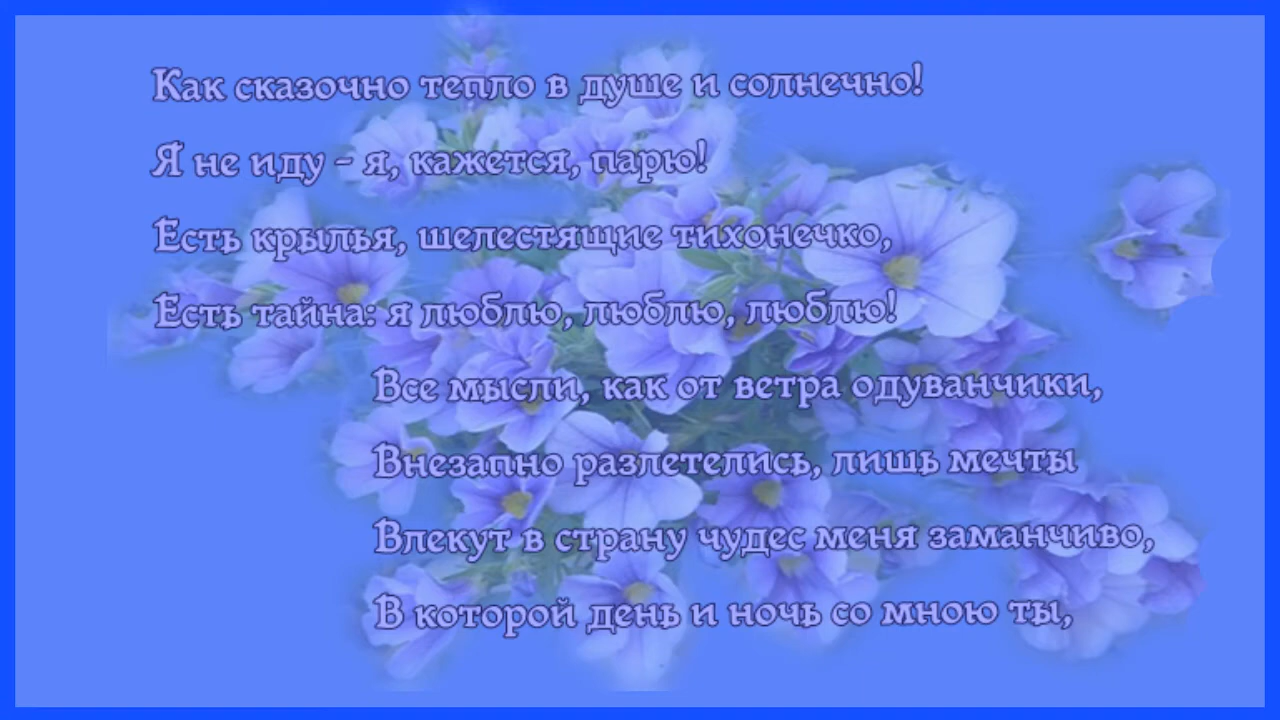 Как сказочно тепло в душе и солнечно!
Я не иду - я, кажется, парю!
Есть крылья, шелестящие тихонечко,
Есть тайна: я люблю, люблю, люблю!
Все мысли, как от ветра одуванчики,
Внезапно разлетелись, лишь мечты
Влекут в страну чудес меня заманчиво,
В которой день и ночь со мною ты,